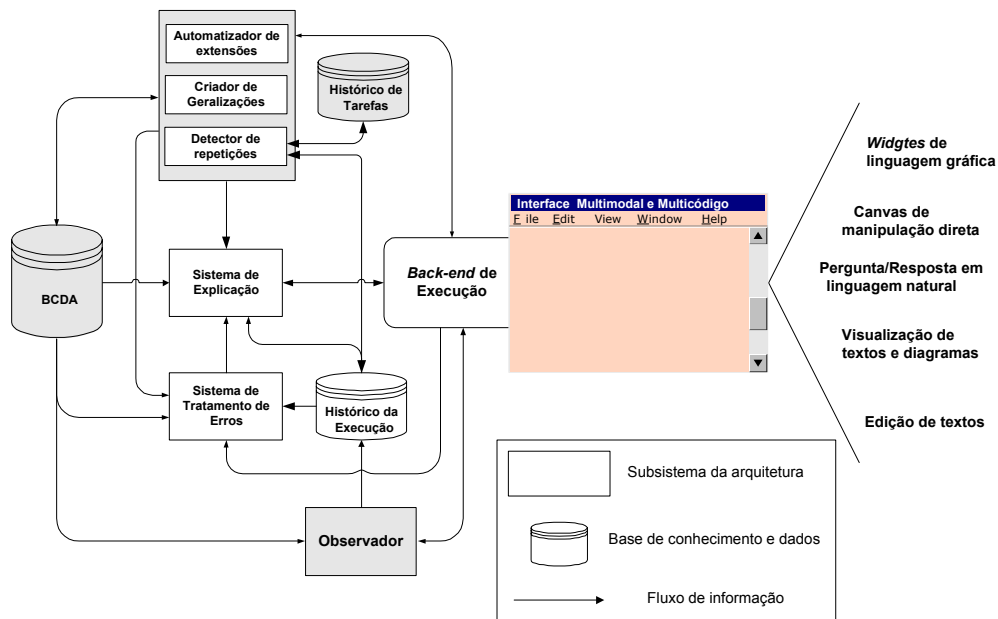 Automatizador de
extensões
Criador de
Geralizações
Detector de
repetições
Histórico de
Tarefas
BCDA
Sistema de
Explicação
Back-end de
Execução
Sistema de
Tratamento de
Erros
Histórico da
Execução
Observador
Interface Multimodal e Multicódigo
File Edit View Window Help
Widgtes de
linguagem gráfica
Canvas de
manipulação direta
Pergunta/Resposta em
linguagem natural
Visualização de
textos e diagramas
Edição de textos
Subsistema da arquitetura
Base de conhecimento e dados
Fluxo de informação